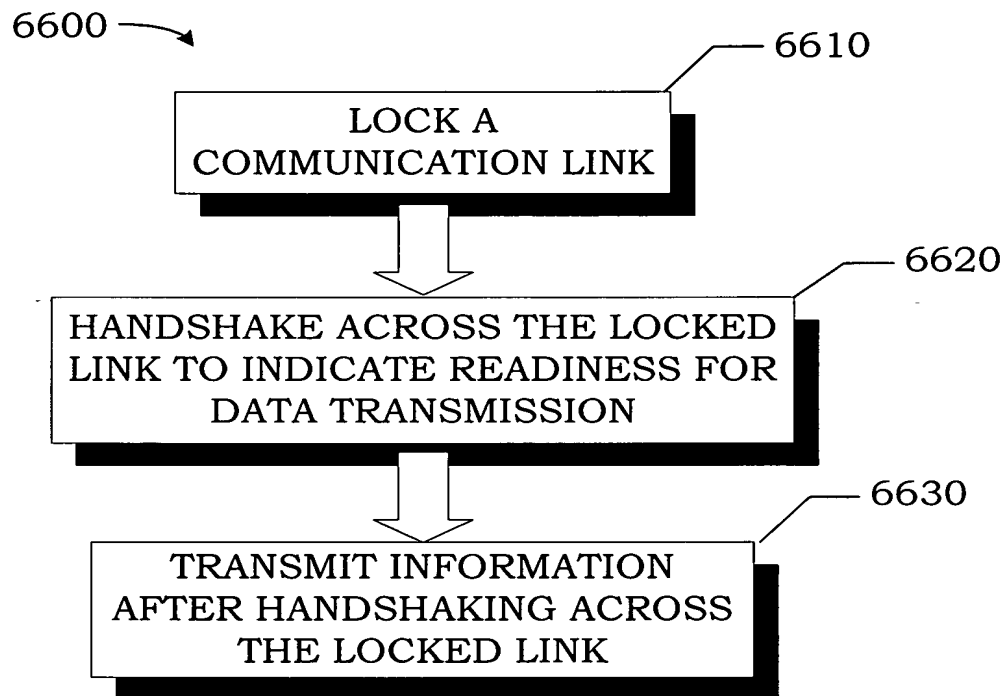 6600
6610
LOCK A
COMMUNICATION LINK
6620
HANDSHAKE ACROSS THE LOCKED
LINK TO INDICATE READINESS FOR
DATA TRANSMISSION
6630
TRANSMIT INFORMATION
AFTER HANDSHAKING ACROSS
THE LOCKED LINK